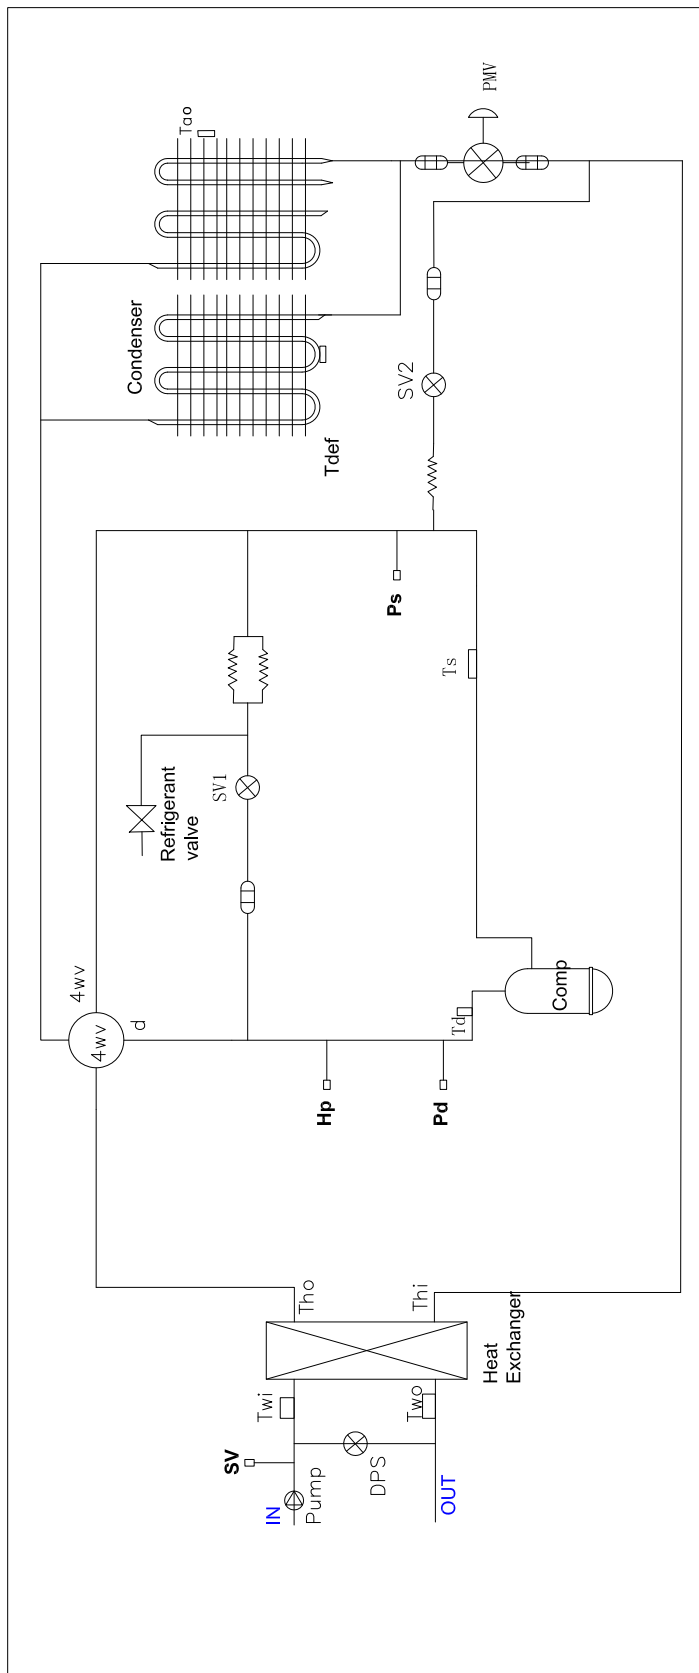 PMV
Tao
Condenser
SV2
Tdef
Ps
Ts
SV1
Refrigerant
valve
4wv
4wv
d
Comp
Td
Hp
Pd
Tho
Thi
Heat
Exchanger
Twi
Two
SV
DPS
Pump
IN
OUT